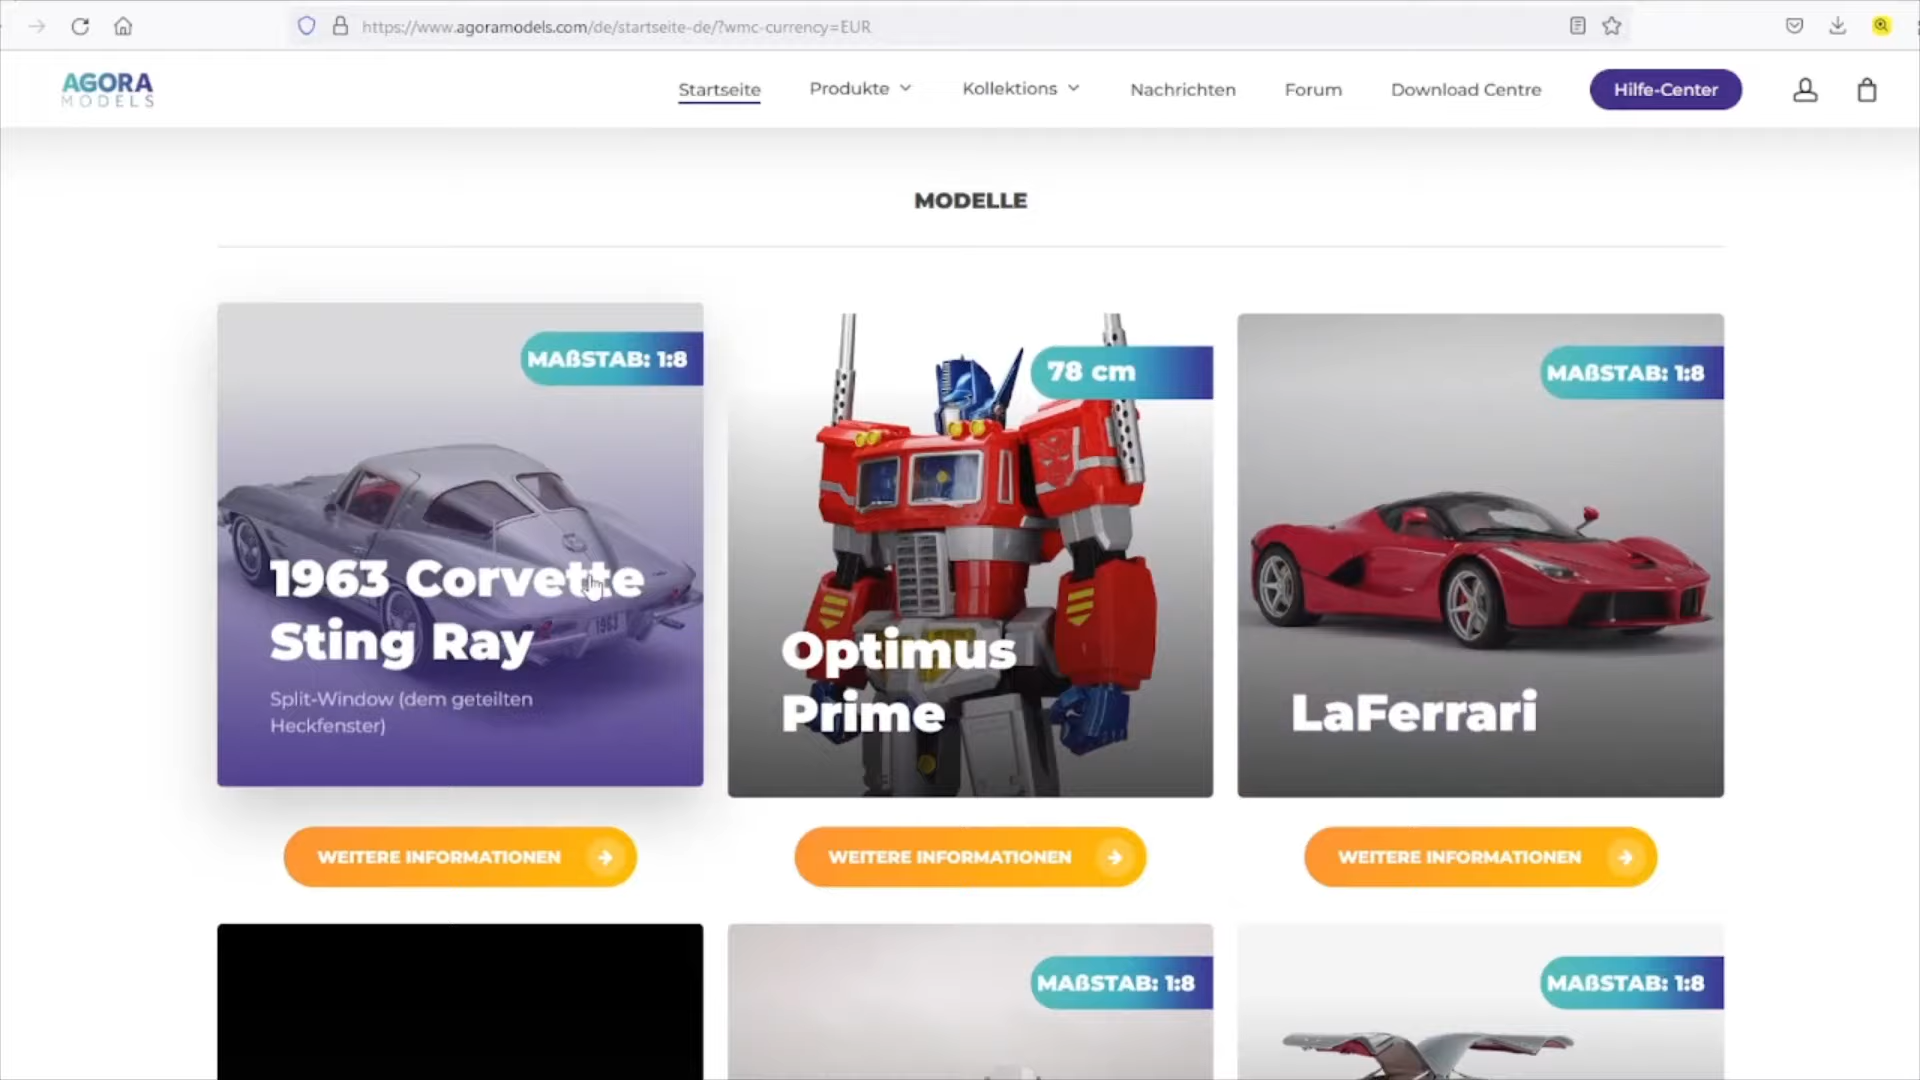 https://www.agoramodels.com/de/startseite-de/?wmc-currency=EUR
AGORA
MODELS
Startseite
Produkte
Kollektions
Nachrichten
Forum
Download Centre
Hilfe-Center
MODELLE
MAßSTAB: 1:8
1963 Corvette
Sting Ray
Split-Window (dem geteilten
Heckfenster)
1963
WEITERE INFORMATIONEN
78 cm
Optimus
Prime
WEITERE INFORMATIONEN
MAßSTAB: 1:8
LaFerrari
WEITERE INFORMATIONEN
MAßSTAB: 1:8
MAßSTAB: 1:8